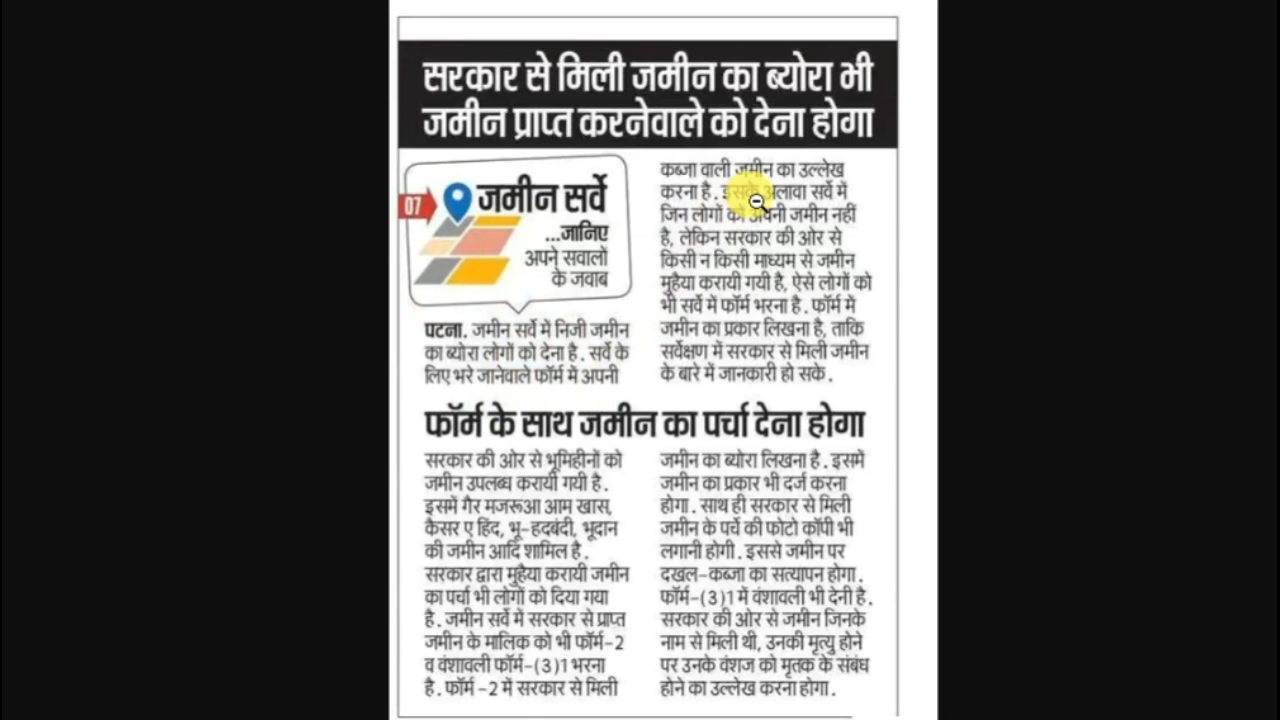 सरकार से मिली जमीन का ब्योरा भी
जमीन प्राप्त करनेवाले को देना होगा
07
जमीन सर्वे
...जानिए
अपने सवालों
के जवाब
पटना. जमीन सर्वे में निजी जमीन
का ब्योरा लोगों को देना है. सर्वे के
लिए भरे जानेवाले फॉर्म में अपनी
कब्जा वाली जमीन का उल्लेख
करना है. इसके अलावा सर्वे में
जिन लोगों को अपनी जमीन नहीं
है, लेकिन सरकार की ओर से
किसी न किसी माध्यम से जमीन
मुहैया करायी गयी है, ऐसे लोगों को
भी सर्वे में फॉर्म भरना है. फॉर्म में
जमीन का प्रकार लिखना है, ताकि
सर्वेक्षण में सरकार से मिली जमीन
के बारे में जानकारी हो सके.
फॉर्म के साथ जमीन का पर्चा देना होगा
सरकार की ओर से भूमिहीनों को
जमीन उपलब्ध करायी गयी है.
इसमें गैर मजरूआ आम खास,
कैसर ए हिंद, भू-हदबंदी, भूदान
की जमीन आदि शामिल है.
सरकार द्वारा मुहैया करायी जमीन
का पर्चा भी लोगों को दिया गया
है. जमीन सर्वे में सरकार से प्राप्त
जमीन के मालिक को भी फॉर्म-2
व वंशावली फॉर्म-(3)1 भरना
है. फॉर्म -2 में सरकार से मिली
जमीन का ब्योरा लिखना है. इसमें
जमीन का प्रकार भी दर्ज करना
होगा. साथ ही सरकार से मिली
जमीन के पर्चे की फोटो कॉपी भी
लगानी होगी. इससे जमीन पर
दखल-कब्जा का सत्यापन होगा.
फॉर्म-(3)1 में वंशावली भी देनी है.
सरकार की ओर से जमीन जिनके
नाम से मिली थी, उनकी मृत्यु होने
पर उनके वंशज को मृतक के संबंध
होने का उल्लेख करना होगा.